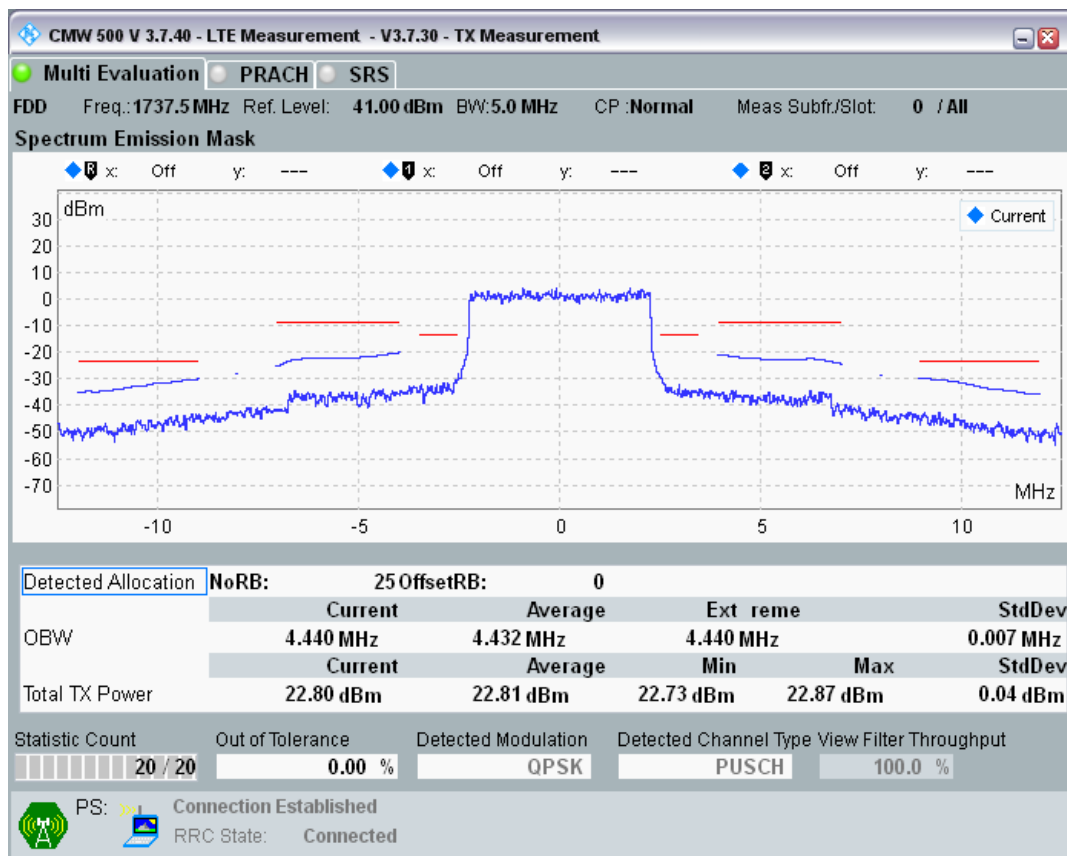 CMW 500 V 3.7.40 - LTE Measurement - V3.7.30 - TX Measurement
Multi Evaluation PRACH SRS
FDD Freq.:1737.5MHz Ref. Level: 41.00 dBm BW:5.0 MHz CP :Normal Meas Subfr./Slot: 0 / All
Spectrum Emission Mask
R x: Off y: --- 1 x: Off y: --- 2 x: Off y: ---
dBm
Current
30
20
10
0
-10
-20
-30
-40
-50
-60
-70
MHz
-10 -5 0 5 10
Detected Allocation NoRB: 25 OffsetRB: 0
Current Average Ext reme StdDev
OBW 4.440 MHz 4.432 MHz 4.440 MHz 0.007 MHz
Current Average Min Max StdDev
Total TX Power 22.80 dBm 22.81 dBm 22.73 dBm 22.87 dBm 0.04 dBm
Statistic Count Out of Tolerance Detected Modulation Detected Channel Type View Filter Throughput
20 / 20 0.00 % QPSK PUSCH 100.0 %
PS: Connection Established
RRC State: Connected